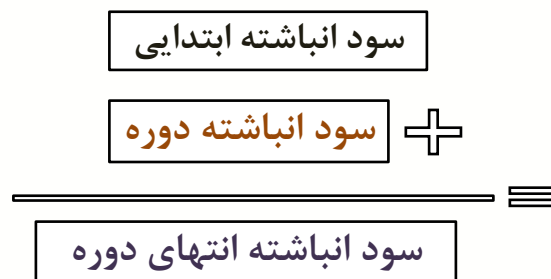 سود انباشته ابتدایی
سود انباشته دوره +
=
سود انباشته انتهای دوره